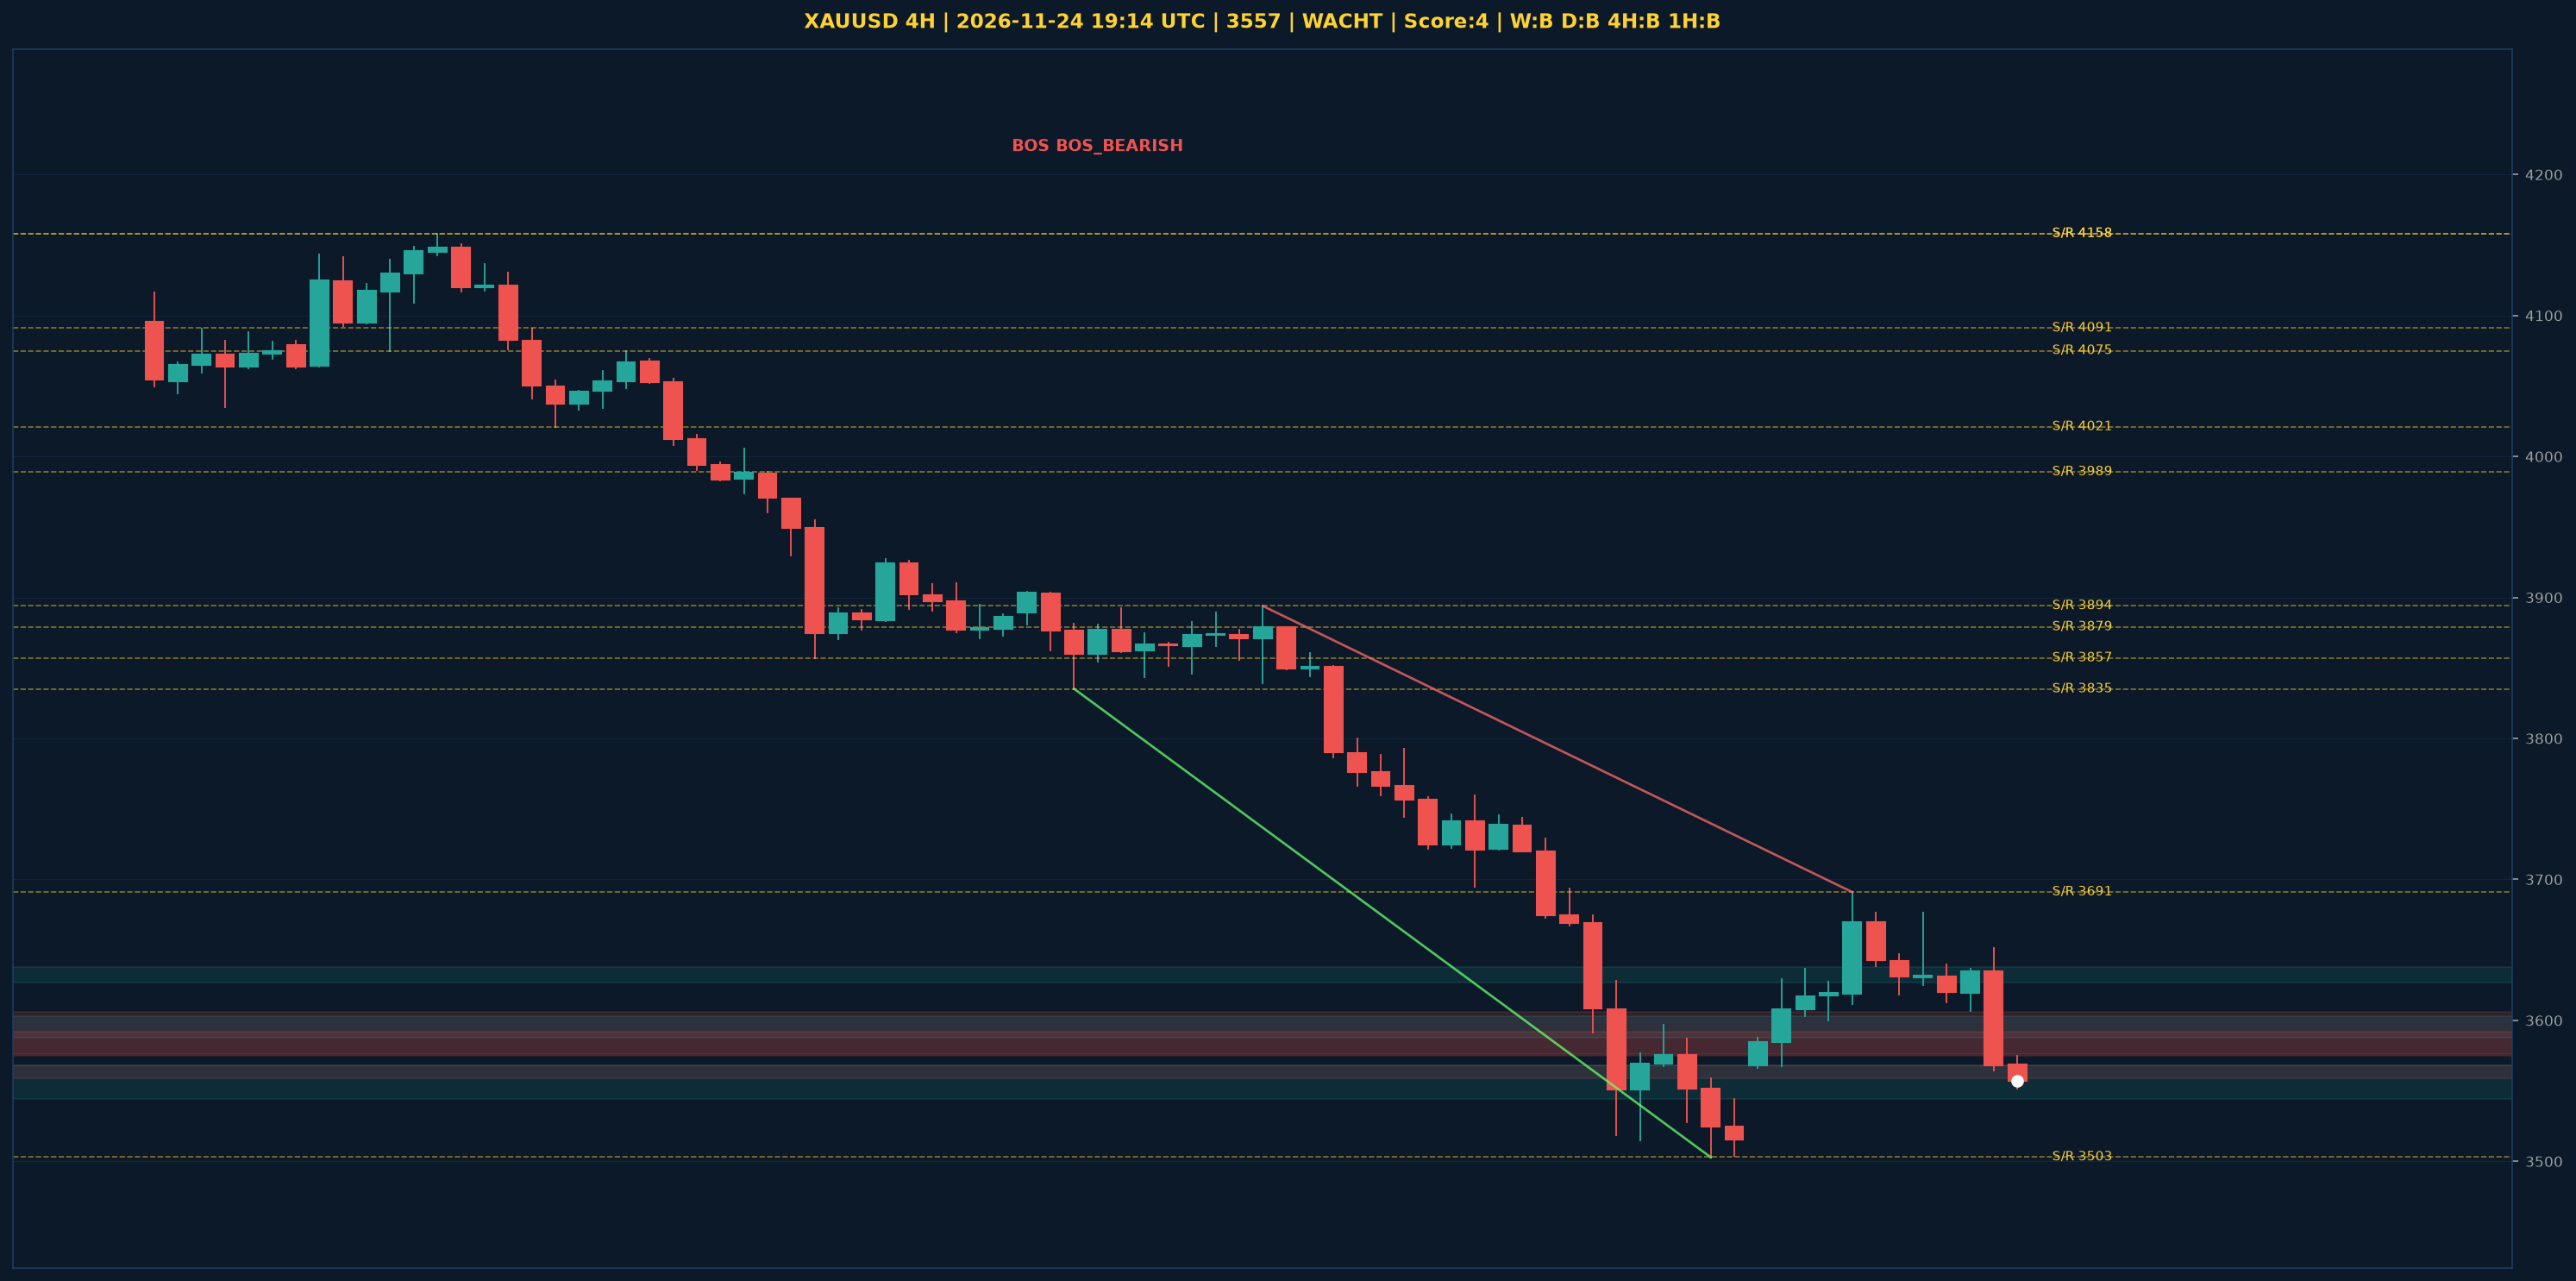 XAUUSD 4H | 2026-11-24 19:14 UTC | 3557 | WACHT | Score:4 | W:B D:B 4H:B 1H:B
BOS BOS_BEARISH
4200
S/R 4158
4100
S/R 4091
S/R 4075
S/R 4021
4000
S/R 3989
3900
S/R 3894
S/R 3879
S/R 3857
S/R 3835
3800
3700
S/R 3691
3600
S/R 3503
3500